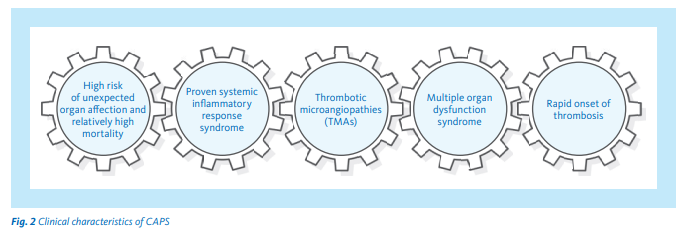 High risk
of unexpected
organ affection and
relatively high
mortality
Proven systemic
inflammatory
response
syndrome
Thrombotic
microangiopathies
(TMAs)
Multiple organ
dysfunction
syndrome
Rapid onset of
thrombosis
Fig. 2 Clinical characteristics of CAPS